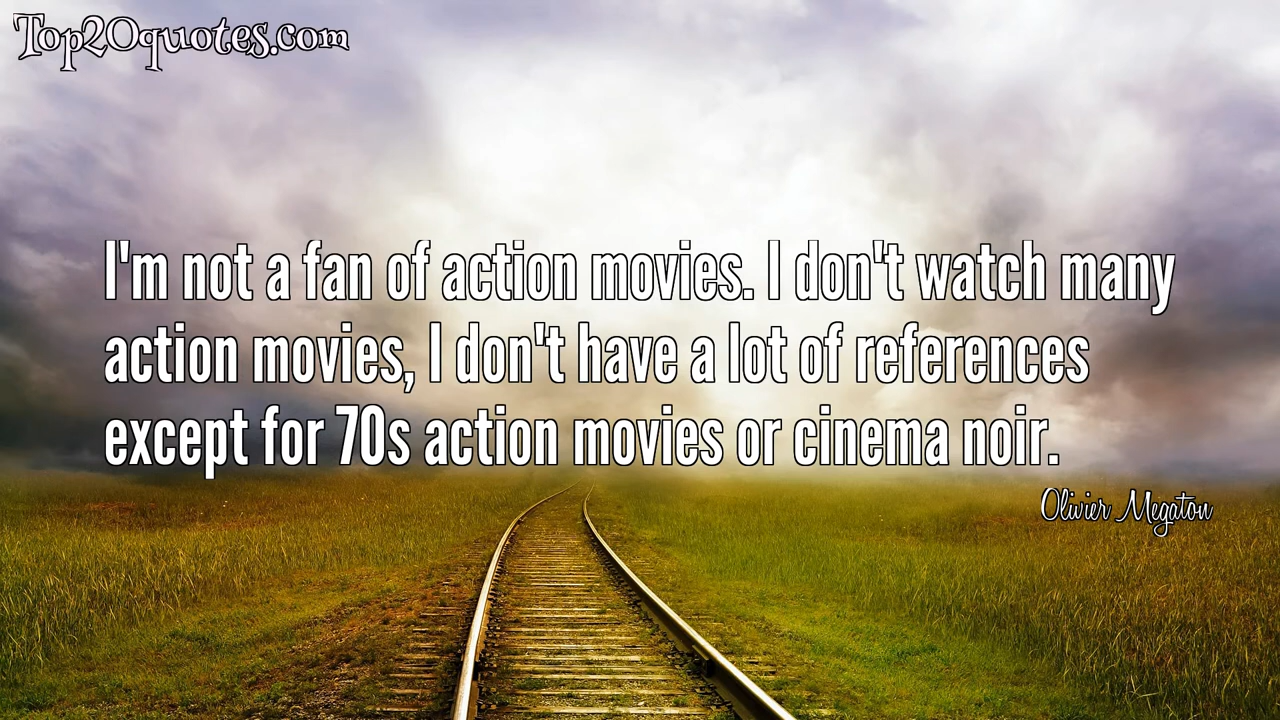 Top20quotes.com
I'm not a fan of action movies. I don't watch many
action movies, I don't have a lot of references
except for 70s action movies or cinema noir.
Olivier Megaton